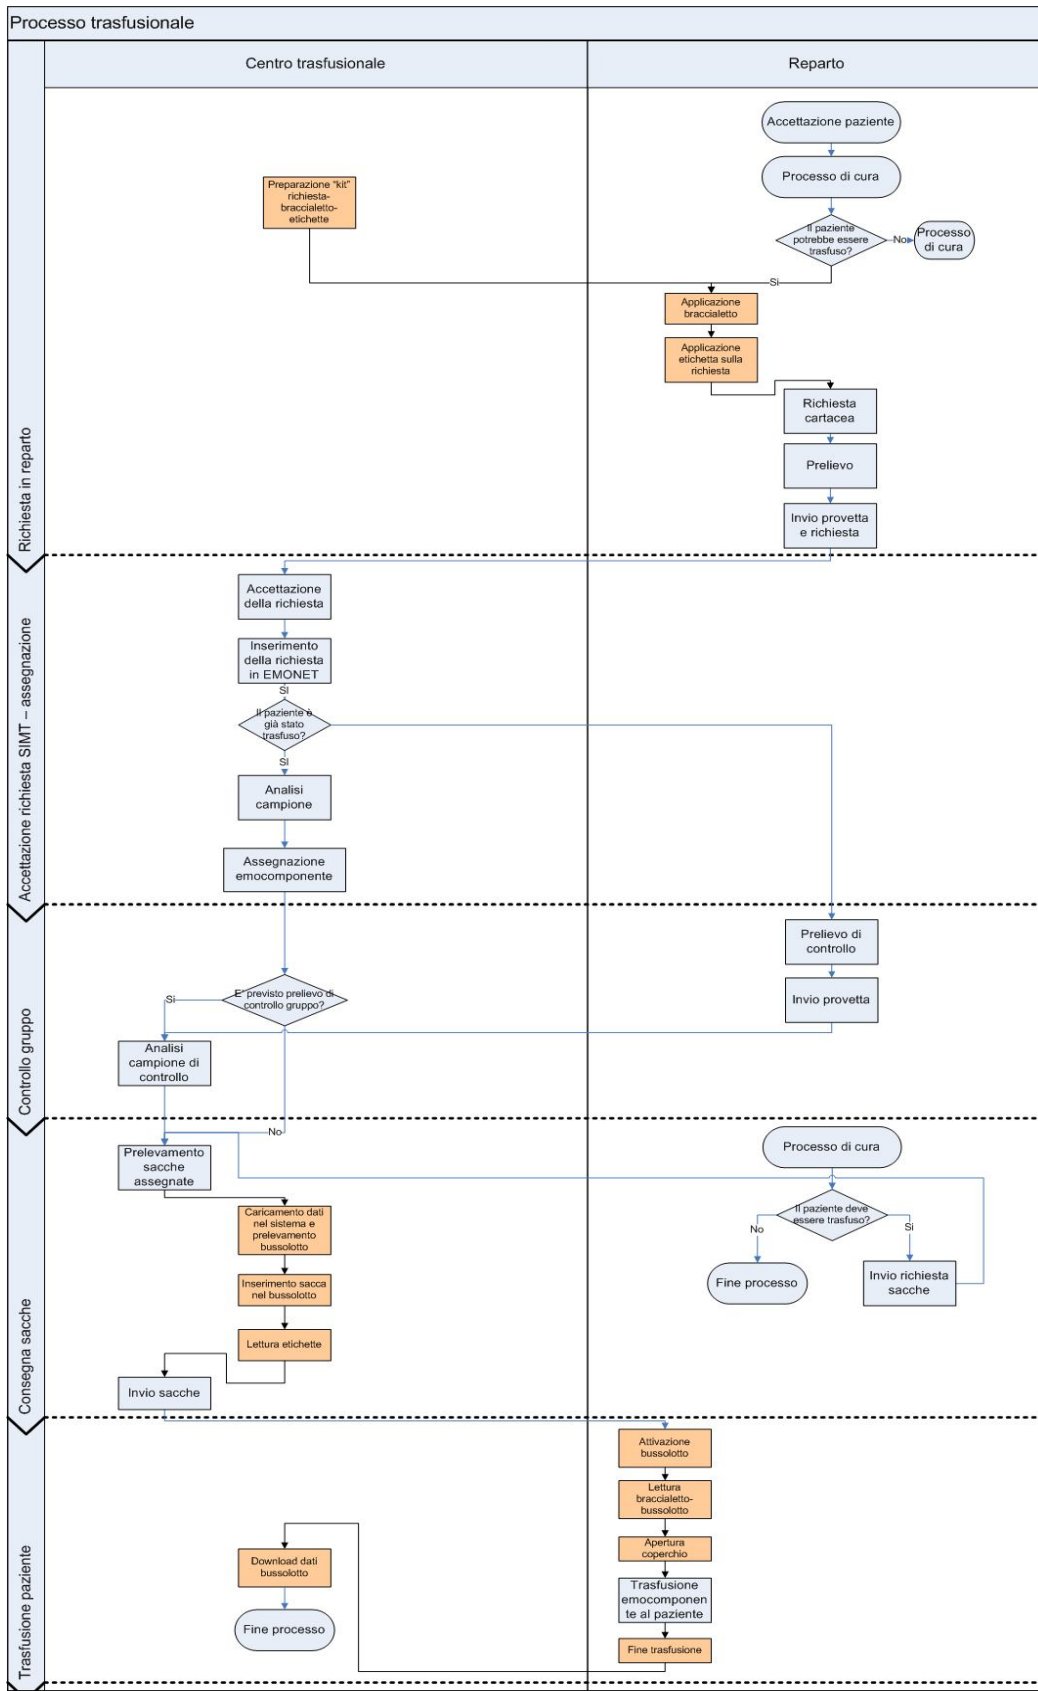 Processo trasfusionale
Centro trasfusionale
Reparto
Richiesta in reparto
Accettazione paziente
Processo di cura
Preparazione "kit"
richiesta-
braccialetto-
etichette
Il paziente
potrebbe essere
trasfuso?
No
Processo
di cura
Si
Applicazione
braccialetto
Applicazione
etichetta sulla
richiesta
Richiesta
cartacea
Prelievo
Invio provetta
e richiesta
Accettazione richiesta SIMT – assegnazione
Accettazione
della richiesta
Inserimento
della richiesta
in EMONET
SI
Il paziente è
già stato
trasfuso?
SI
Analisi
campione
Assegnazione
emocomponente
Controllo gruppo
Prelievo di
controllo
Invio provetta
E' previsto prelievo di
controllo gruppo?
Si
Analisi
campione di
controllo
No
Consegna sacche
Prelevamento
sacche
assegnate
Processo di cura
Il paziente deve
essere trasfuso?
No
Si
Fine processo
Invio richiesta
sacche
Caricamento dati
nel sistema e
prelevamento
bussolotto
Inserimento sacca
nel bussolotto
Lettura etichette
Invio sacche
Trasfusione paziente
Attivazione
bussolotto
Lettura
braccialetto-
bussolotto
Apertura
coperchio
Trasfusione
emocomponen
te al paziente
Fine trasfusione
Download dati
bussolotto
Fine processo